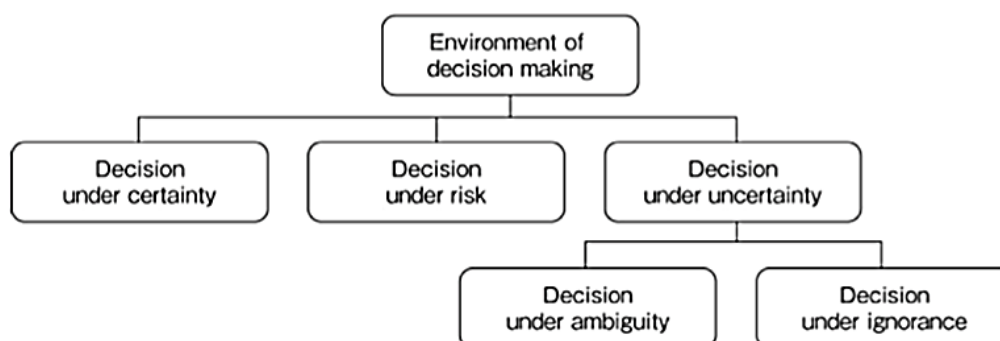 Environment of
decision making
Decision
under certainty
Decision
under risk
Decision
under uncertainty
Decision
under ambiguity
Decision
under ignorance